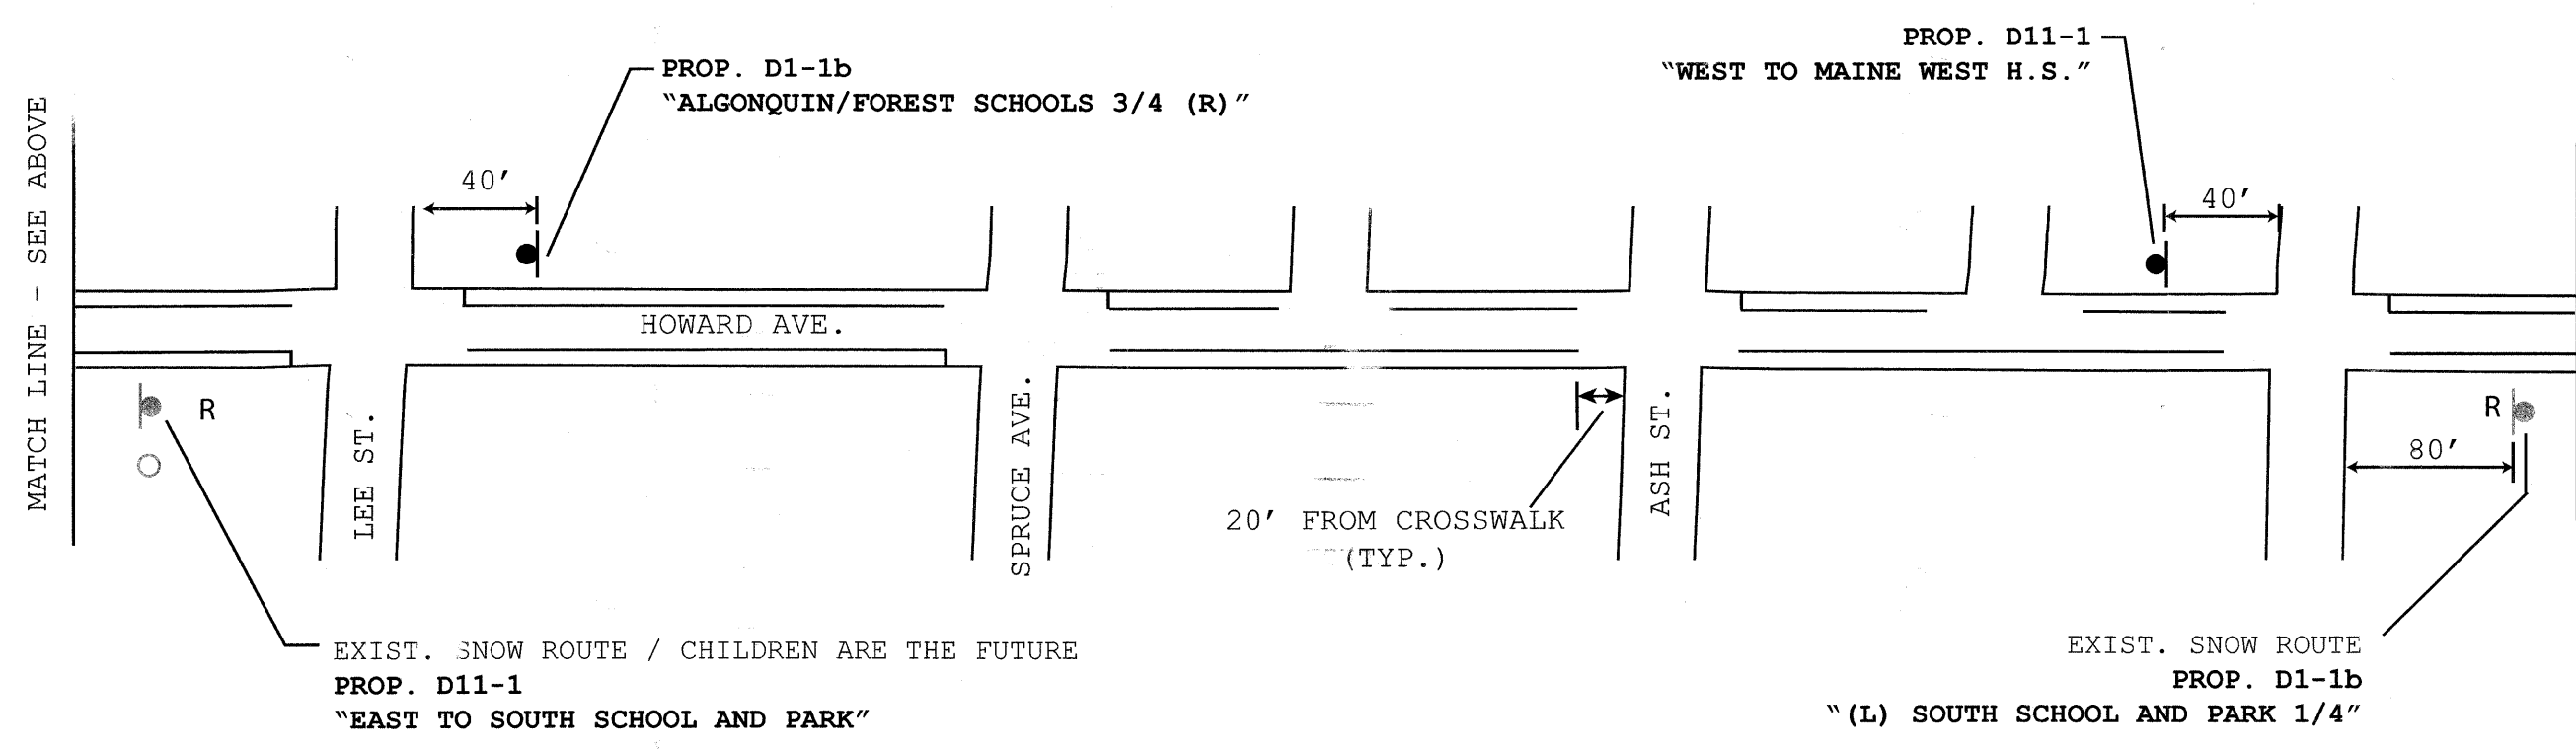 MATCH LINE - SEE ABOVE
PROP. D1-1b
"ALGONQUIN/FOREST SCHOOLS 3/4 (R)"
PROP. D11-1
"WEST TO MAINE WEST H.S."
40'
40'
HOWARD AVE.
R
LEE ST.
SPRUCE AVE.
20' FROM CROSSWALK
(TYP.)
ASH ST.
R
80'
EXIST. SNOW ROUTE / CHILDREN ARE THE FUTURE
PROP. D11-1
"EAST TO SOUTH SCHOOL AND PARK"
EXIST. SNOW ROUTE
PROP. D1-1b
"(L) SOUTH SCHOOL AND PARK 1/4"